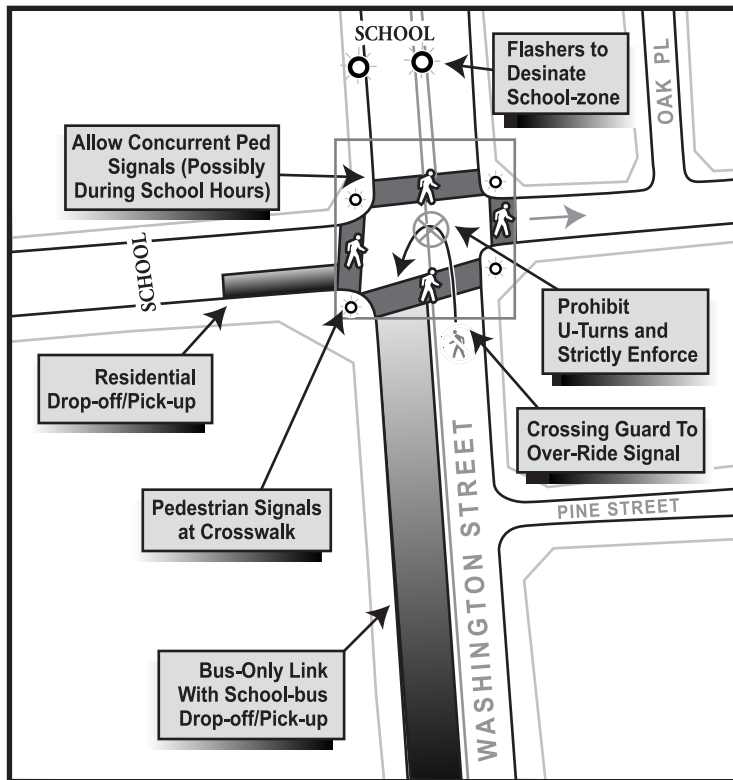 SCHOOL
Flashers to
Desinate
School-zone
OAK PL
Allow Concurrent Ped
Signals (Possibly
During School Hours)
SCHOOL
Prohibit
U-Turns and
Strictly Enforce
Residential
Drop-off/Pick-up
Crossing Guard To
Over-Ride Signal
Pedestrian Signals
at Crosswalk
PINE STREET
WASHINGTON STREET
Bus-Only Link
With School-bus
Drop-off/Pick-up